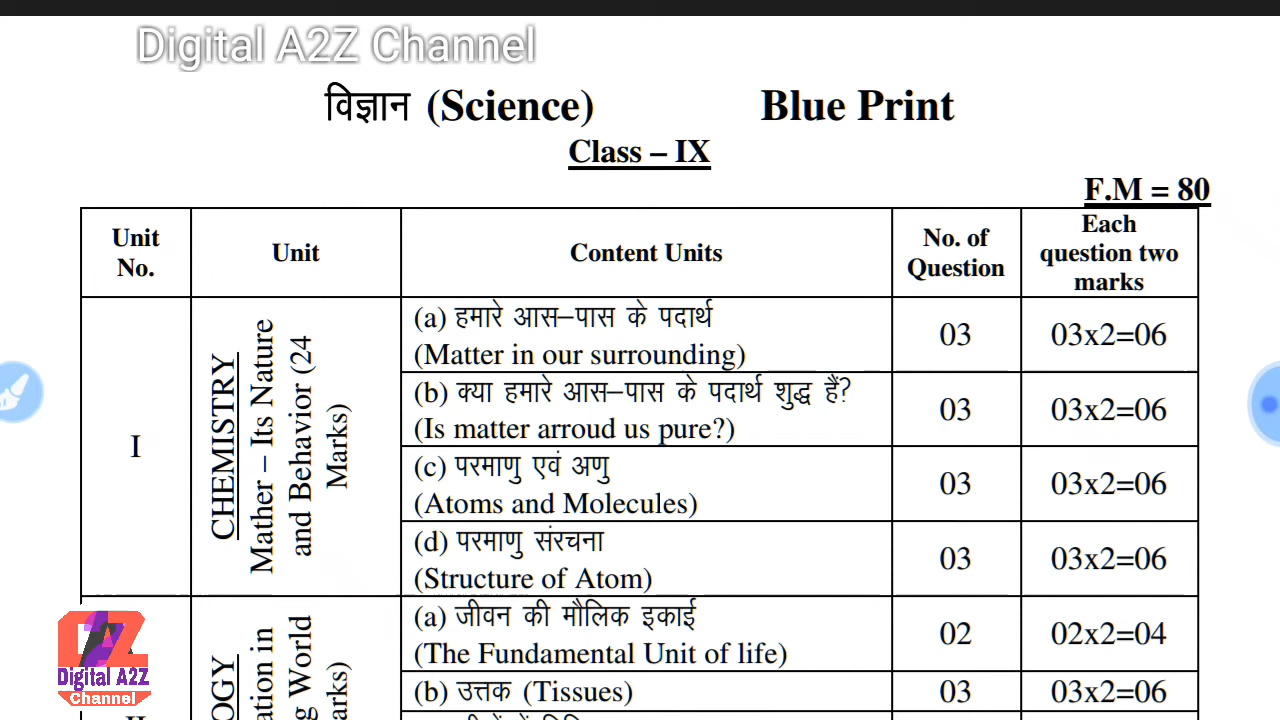 Digital A2Z Channel
विज्ञान (Science) Blue Print
Class – IX
F.M = 80
Unit No.
Unit
Content Units
No. of Question
Each question two marks
I
CHEMISTRY
Mather – Its Nature
and Behavior (24
Marks)
(a) हमारे आस–पास के पदार्थ
(Matter in our surrounding)
03
03x2=06
(b) क्या हमारे आस–पास के पदार्थ शुद्ध हैं?
(Is matter arroud us pure?)
03
03x2=06
(c) परमाणु एवं अणु
(Atoms and Molecules)
03
03x2=06
(d) परमाणु संरचना
(Structure of Atom)
03
03x2=06
(a) जीवन की मौलिक इकाई
(The Fundamental Unit of life)
02
02x2=04
(b) उत्तक (Tissues)
03
03x2=06
Digital A2Z
Channel